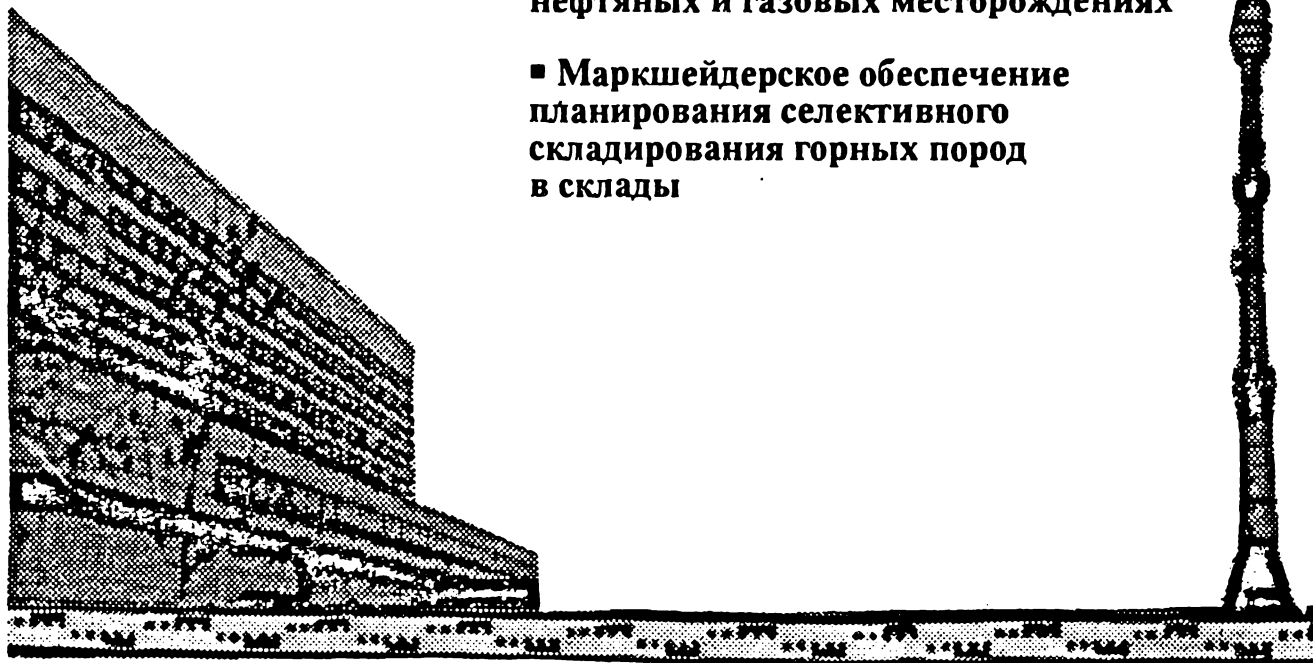 нефтяных и газовых месторождениях
▪ Маркшейдерское обеспечение
планирования селективного
складирования горных пород
в склады